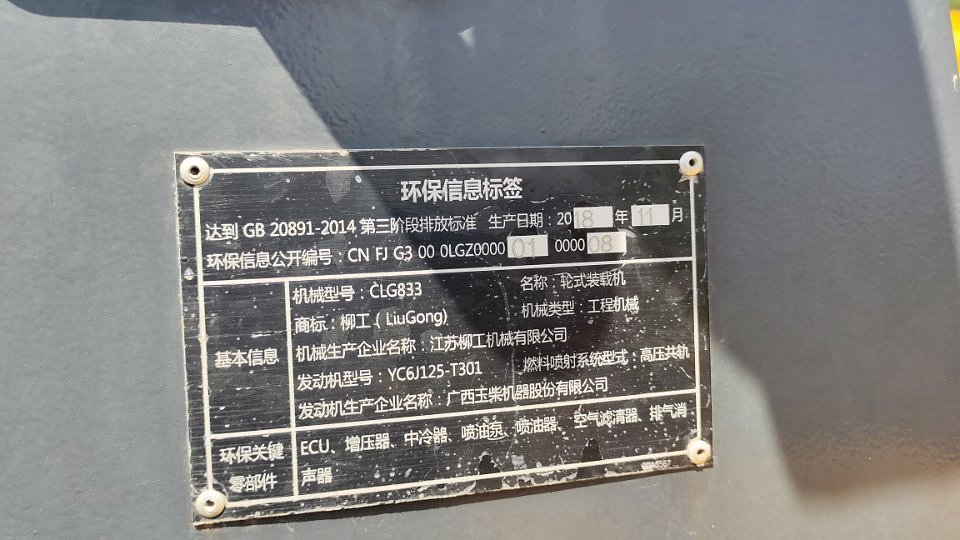 环保信息标签
达到 GB 20891-2014 第三阶段排放标准 生产日期：2018 年 11 月
环保信息公开编号：CN FJ G3 00 0LGZ0000 01 0000 08
基本信息
机械型号：CLG833 名称：轮式装载机
商标：柳工（LiuGong） 机械类型：工程机械
机械生产企业名称：江苏柳工机械有限公司
发动机型号：YC6J125-T301 燃料喷射系统型式：高压共轨
发动机生产企业名称：广西玉柴机器股份有限公司
环保关键
零部件
ECU、增压器、中冷器、喷油泵、喷油器、 空气滤清器、排气消
声器